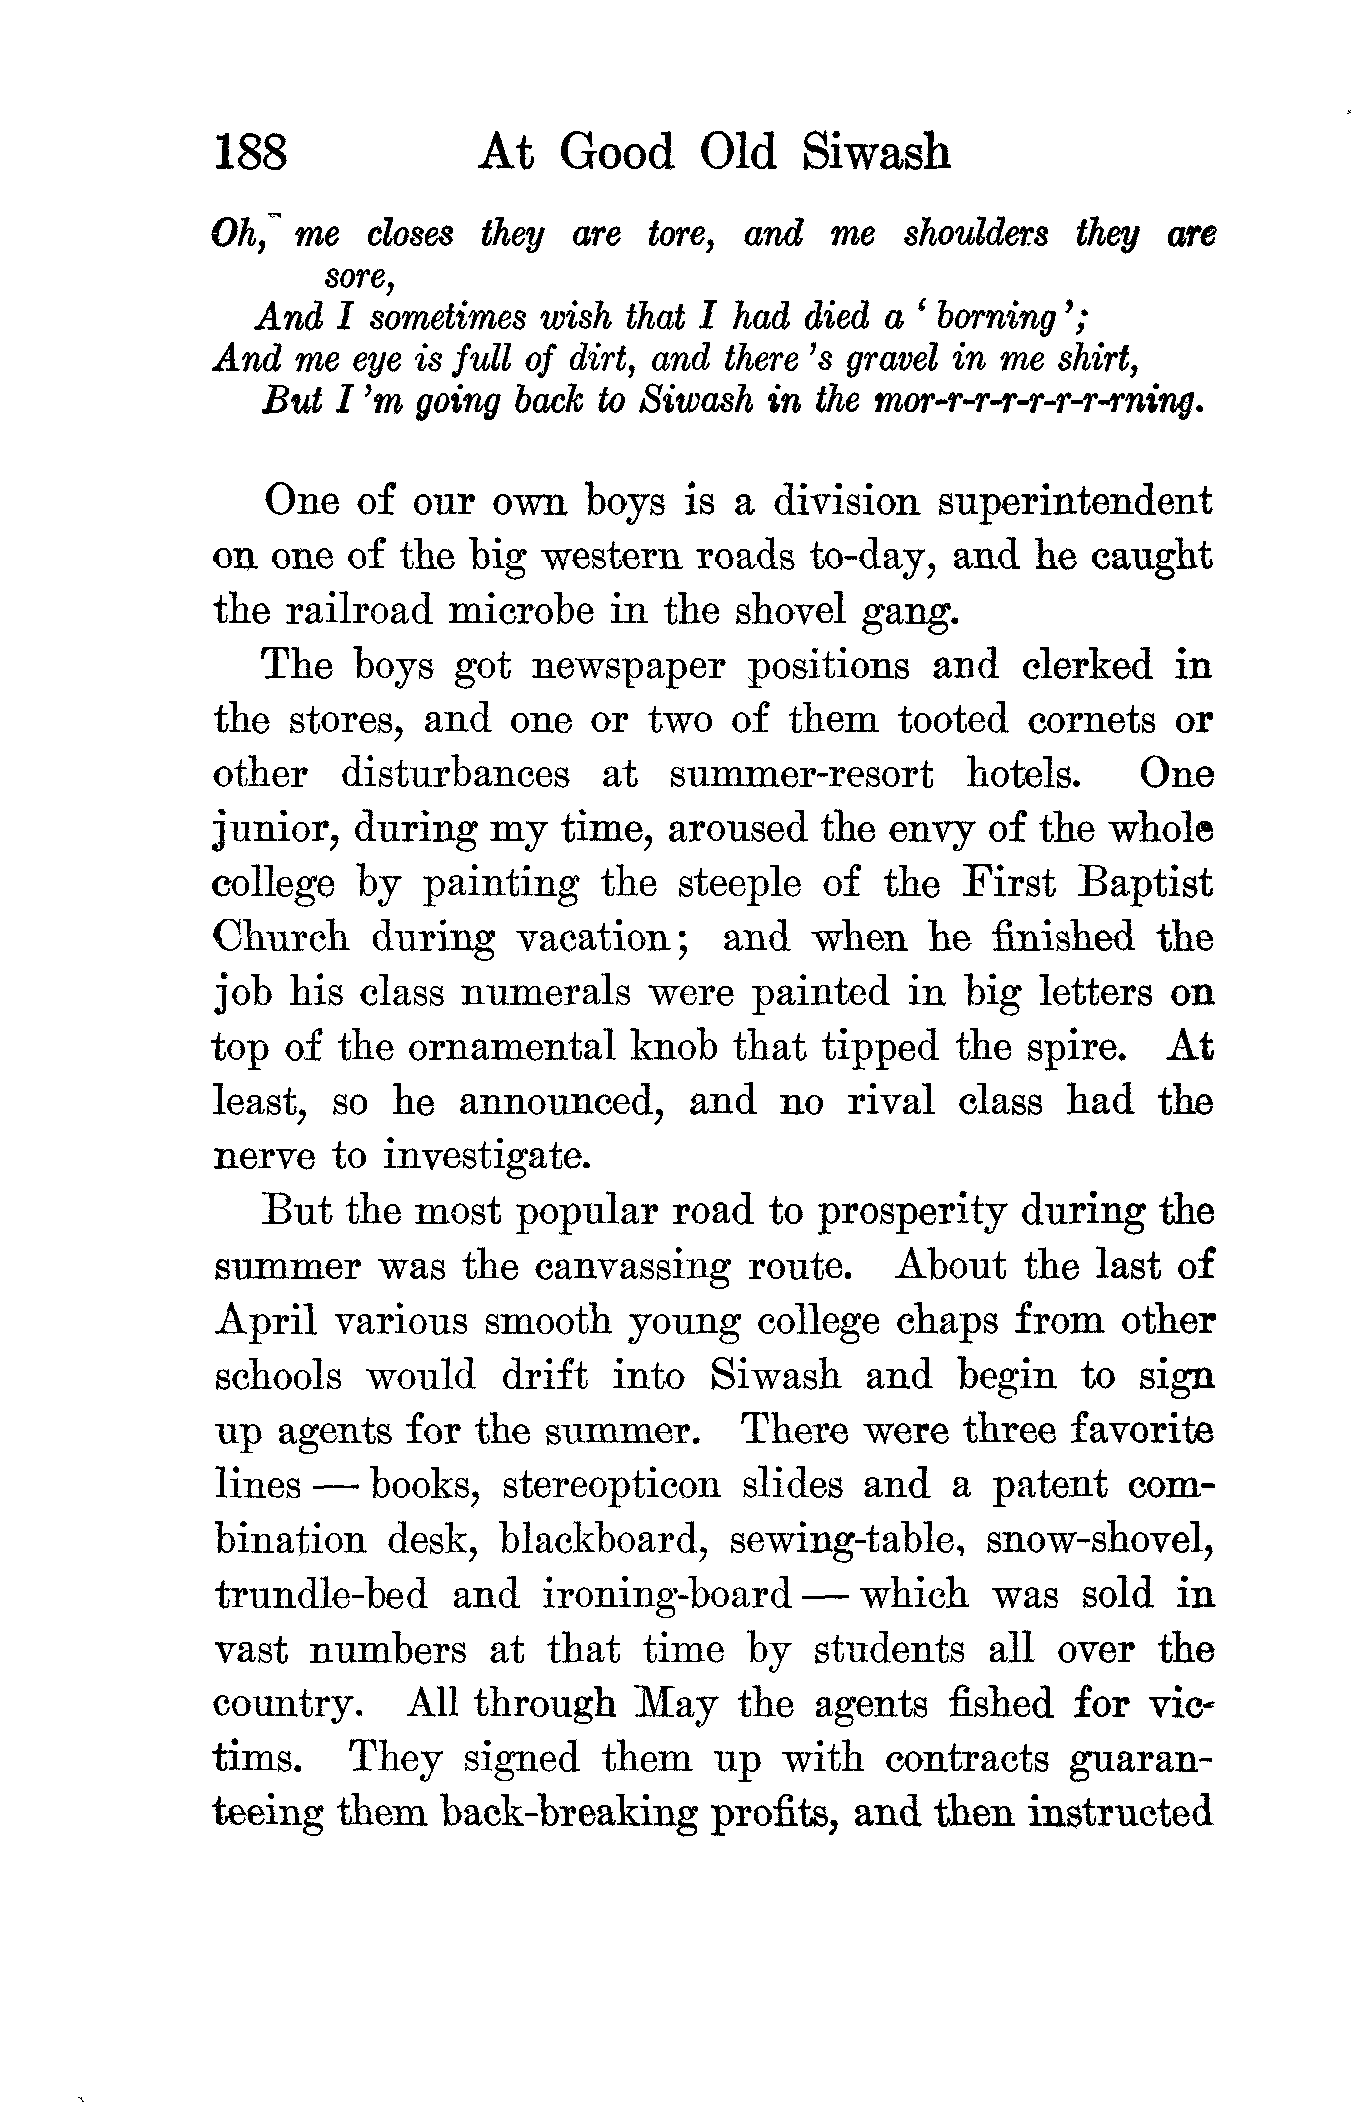 188 At Good Old Siwash
Oh, me closes they are tore, and me shoulders they are
sore,
And I sometimes wish that I had died a ‘ borning ’;
And me eye is full of dirt, and there ’s gravel in me shirt,
But I ’m going back to Siwash in the mor-r-r-r-r-r-r-rning.
One of our own boys is a division superintendent
on one of the big western roads to-day, and he caught
the railroad microbe in the shovel gang.
The boys got newspaper positions and clerked in
the stores, and one or two of them tooted cornets or
other disturbances at summer-resort hotels. One
junior, during my time, aroused the envy of the whole
college by painting the steeple of the First Baptist
Church during vacation; and when he finished the
job his class numerals were painted in big letters on
top of the ornamental knob that tipped the spire. At
least, so he announced, and no rival class had the
nerve to investigate.
But the most popular road to prosperity during the
summer was the canvassing route. About the last of
April various smooth young college chaps from other
schools would drift into Siwash and begin to sign
up agents for the summer. There were three favorite
lines — books, stereopticon slides and a patent com-
bination desk, blackboard, sewing-table, snow-shovel,
trundle-bed and ironing-board — which was sold in
vast numbers at that time by students all over the
country. All through May the agents fished for vic-
tims. They signed them up with contracts guaran-
teeing them back-breaking profits, and then instructed